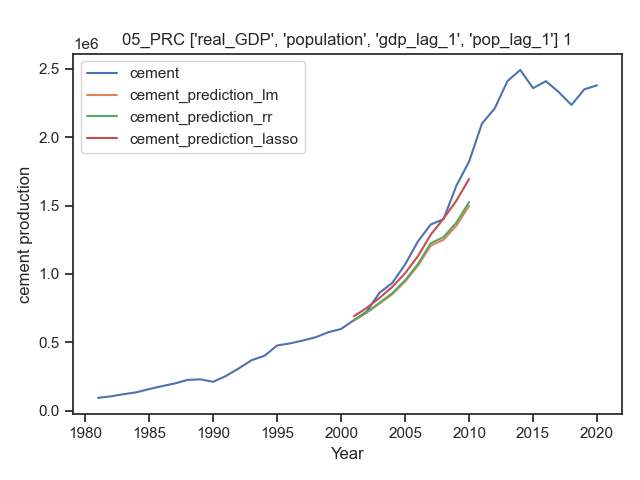 05_PRC ['real_GDP', 'population', 'gdp_lag_1', 'pop_lag_1'] 1
1e6
cement
cement_prediction_lm
cement_prediction_rr
cement_prediction_lasso
cement production
2.5
2.0
1.5
1.0
0.5
0.0
1980 1985 1990 1995 2000 2005 2010 2015 2020
Year